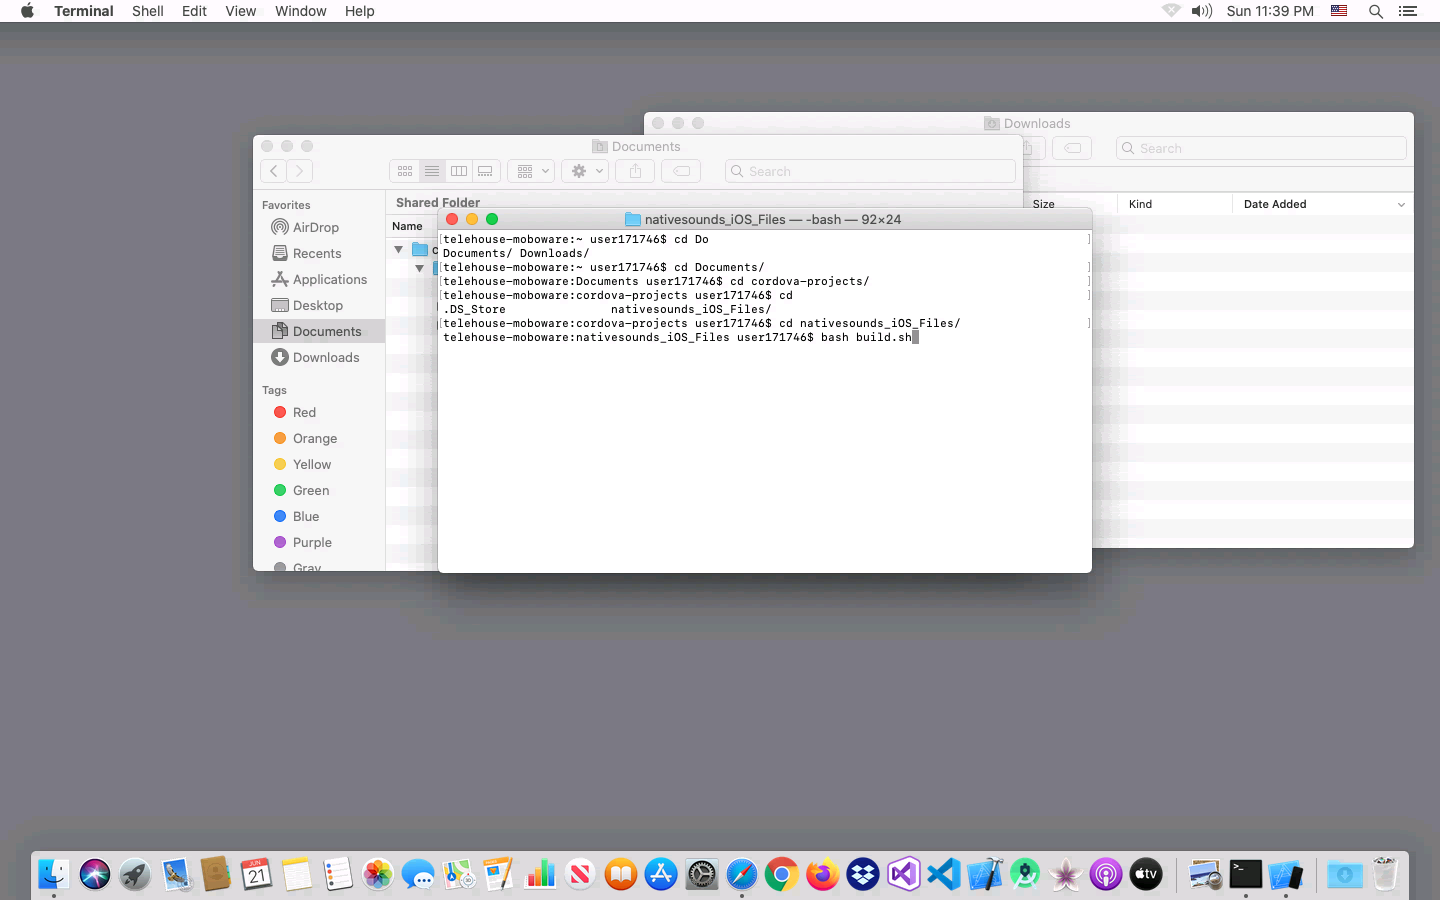 Terminal Shell Edit View Window Help Sun 11:39 PM
Downloads
Search
Size Kind Date Added
Documents
Search
Favorites
AirDrop
Recents
Applications
Desktop
Documents
Downloads
Tags
Red
Orange
Yellow
Green
Blue
Purple
Gray
Shared Folder
Name
nativesounds_iOS_Files — -bash — 92×24
[telehouse-moboware:~ user171746$ cd Do ]
Documents/ Downloads/
[telehouse-moboware:~ user171746$ cd Documents/ ]
[telehouse-moboware:Documents user171746$ cd cordova-projects/ ]
[telehouse-moboware:cordova-projects user171746$ cd ]
.DS_Store nativesounds_iOS_Files/
[telehouse-moboware:cordova-projects user171746$ cd nativesounds_iOS_Files/ ]
telehouse-moboware:nativesounds_iOS_Files user171746$ bash build.sh
JUN
21
tv